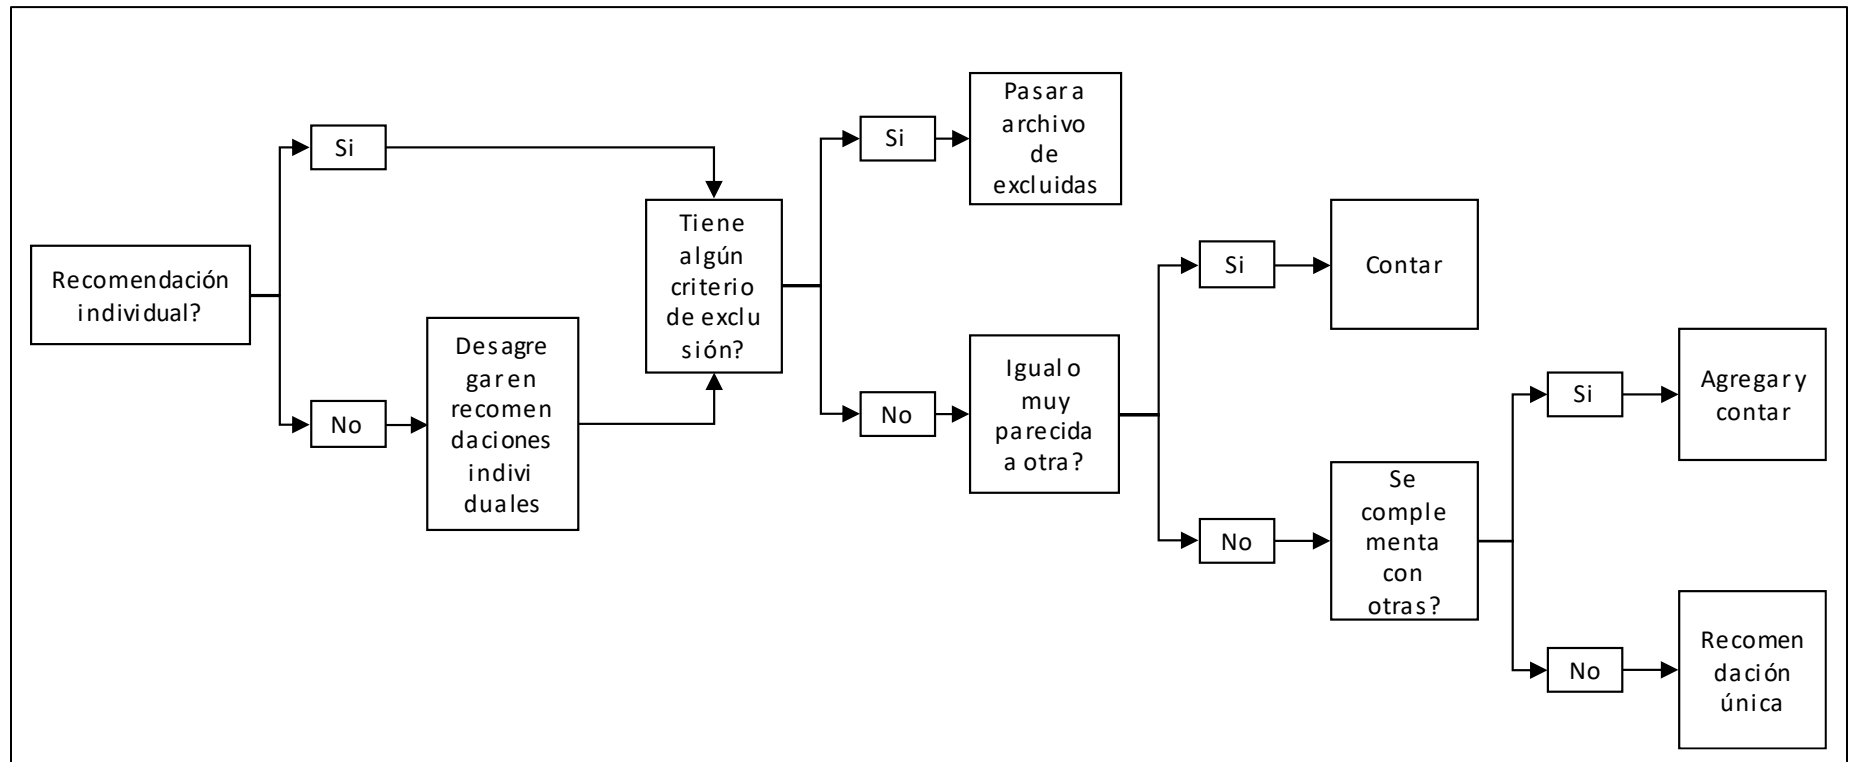 Recomendación
individual?
Si
No
Desagre
gar en
recomen
daciones
indivi
duales
Tiene
algún
criterio
de exclu
sión?
Si
Pasar a
archivo
de
excluidas
No
Igual o
muy
parecida
a otra?
Si
Contar
No
Se
comple
menta
con
otras?
Si
Agregar y
contar
No
Recomen
dación
única